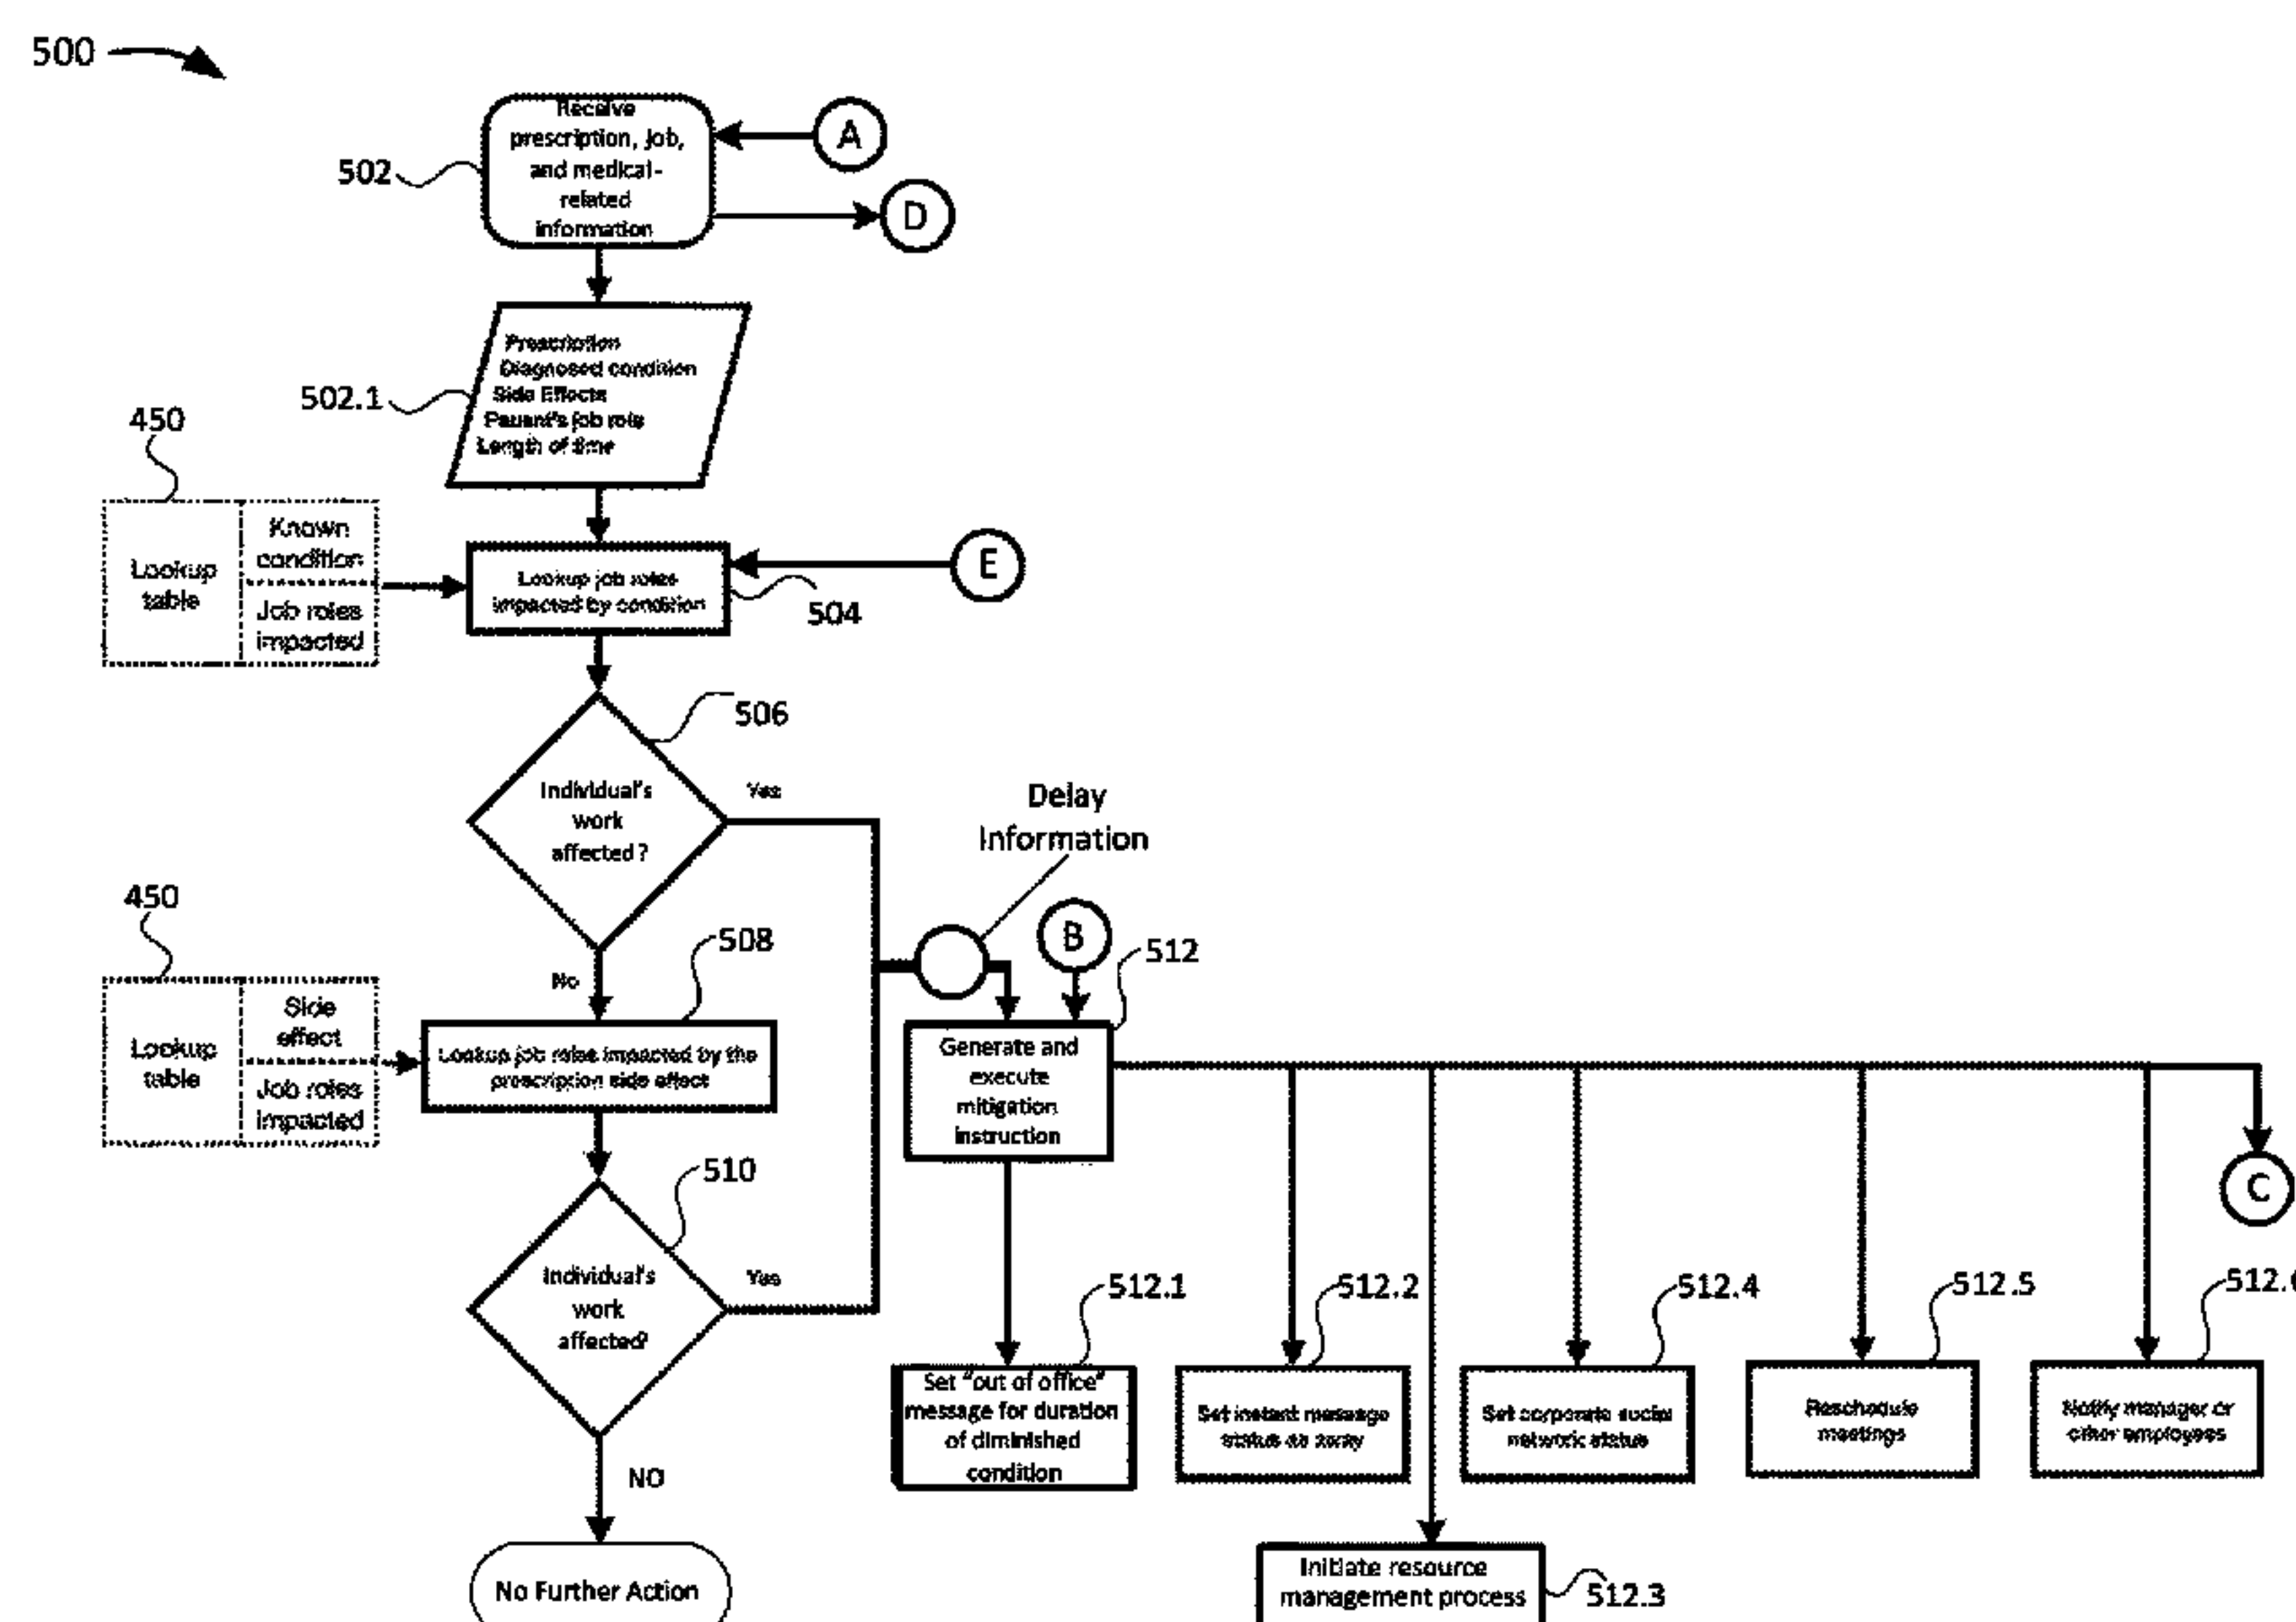 500
Receive
prescription, job,
and medical-
related
information
502
A
D
Prescription
Diagnosed condition
Side Effects
Patient's job role
Length of time
502.1
450
Lookup
table
Known
condition
Job roles
impacted
Lookup job roles
impacted by condition
504
E
506
Individual's
work
affected ?
Yes
No
Delay
Information
B
512
450
Lookup
table
Side
effect
Job roles
impacted
508
Lookup job roles impacted by the
prescription side effect
Generate and
execute
mitigation
instruction
C
510
Individual's
work
affected?
Yes
NO
No Further Action
512.1
Set "out of office"
message for duration
of diminished
condition
512.2
Set instant message
status as away
512.4
Set corporate social
network status
512.5
Reschedule
meetings
512.6
Notify manager or
other employees
Initiate resource
management process
512.3